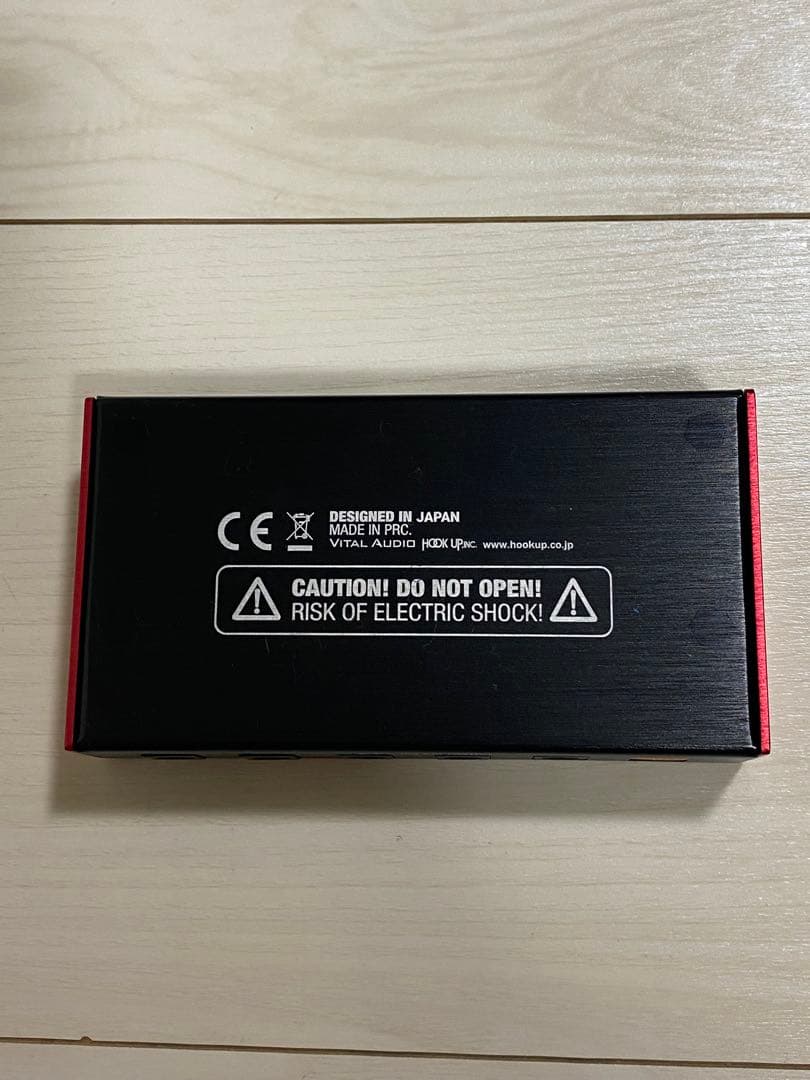 CE
DESIGNED IN JAPAN
MADE IN PRC.
VITAL AUDIO HOOK UP,INC. www.hookup.co.jp
CAUTION! DO NOT OPEN!
RISK OF ELECTRIC SHOCK!